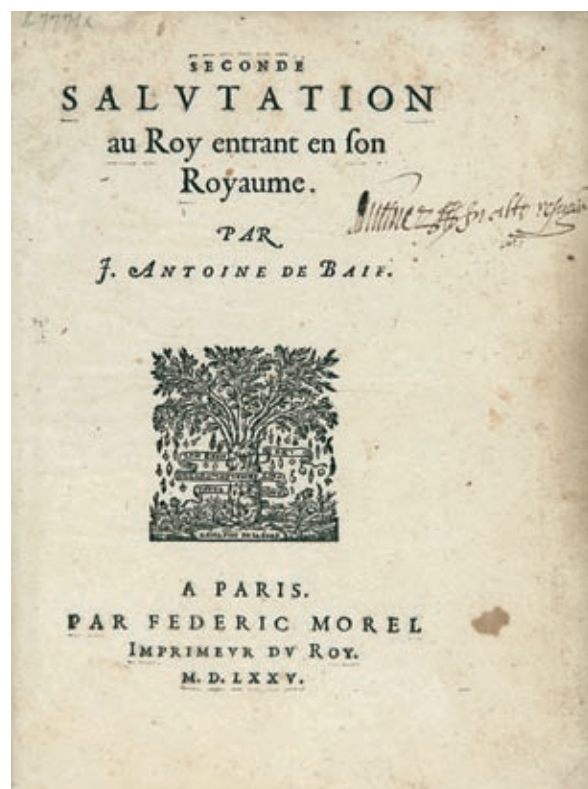 SECONDE
SALVTATION
au Roy entrant en ſon
Royaume.
PAR
J. ANTOINE DE BAIF.
A PARIS.
PAR FEDERIC MOREL
IMPRIMEVR DV ROY.
M. D. LXXV.